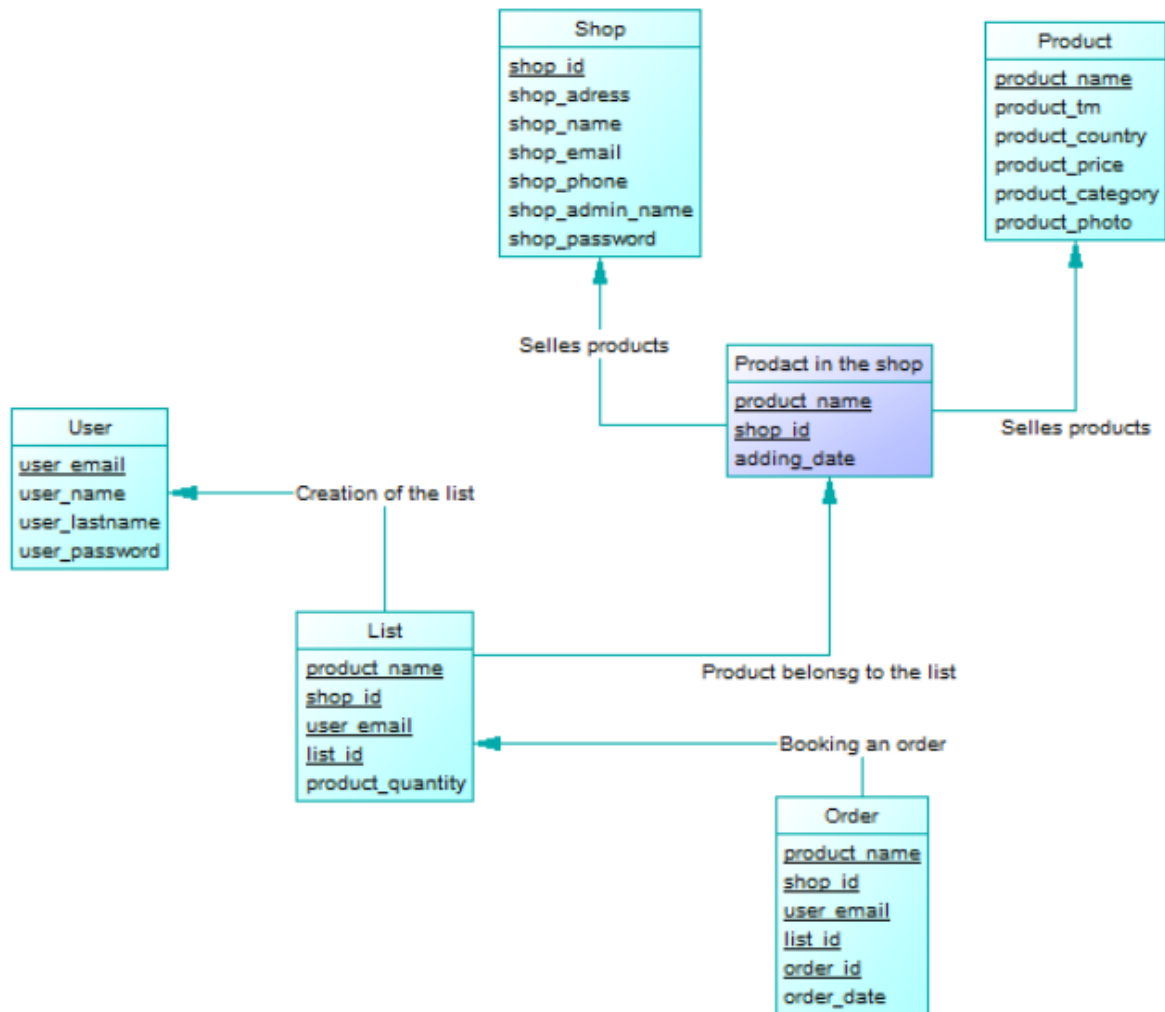 Shop
shop_id
shop_adress
shop_name
shop_email
shop_phone
shop_admin_name
shop_password
Product
product_name
product_tm
product_country
product_price
product_category
product_photo
Selles products
Prodact in the shop
product_name
shop_id
adding_date
Selles products
User
user_email
user_name
user_lastname
user_password
Creation of the list
List
product_name
shop_id
user_email
list_id
product_quantity
Product belonsg to the list
Booking an order
Order
product_name
shop_id
user_email
list_id
order_id
order_date